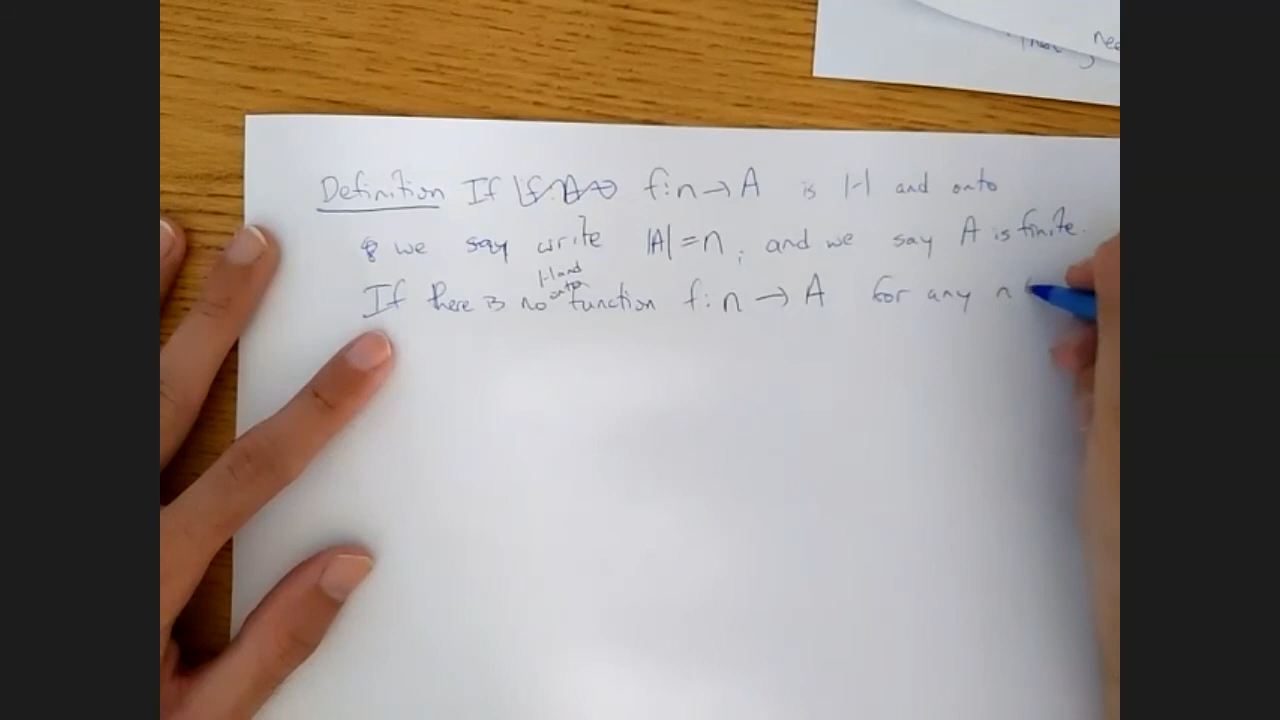 nee
Definition If f:n→A is 1-1 and onto
we say write |A|=n; and we say A is finite.
1-1 and
onto
If there is no function f:n→A for any n